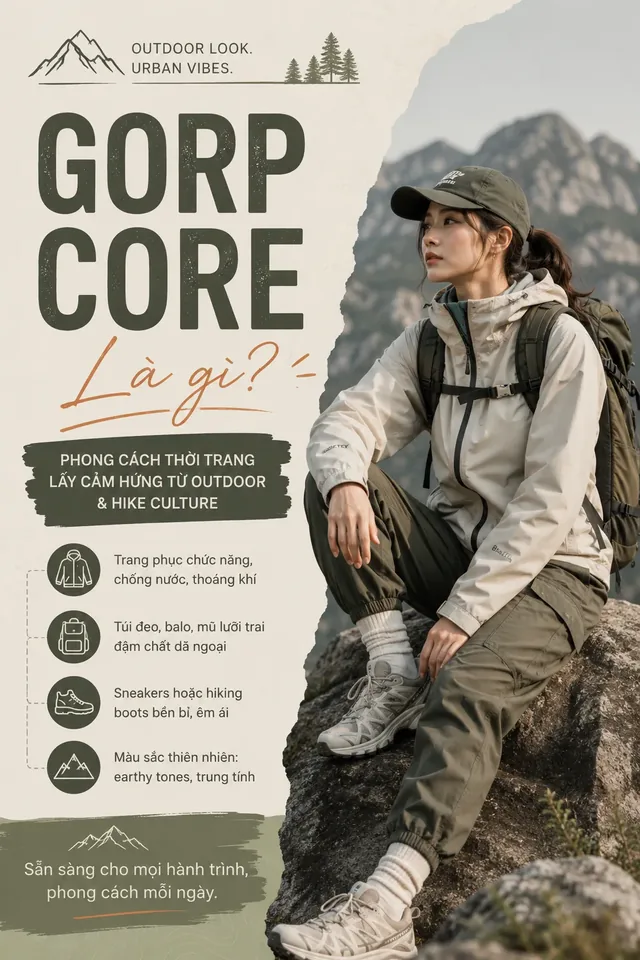 OUTDOOR LOOK.
URBAN VIBES.
GORP
CORE
Là gì?
PHONG CÁCH THỜI TRANG
LẤY CẢM HỨNG TỪ OUTDOOR
& HIKE CULTURE
Trang phục chức năng,
chống nước, thoáng khí
Túi đeo, balo, mũ lưỡi trai
đậm chất dã ngoại
Sneakers hoặc hiking
boots bền bỉ, êm ái
Màu sắc thiên nhiên:
earthy tones, trung tính
Sẵn sàng cho mọi hành trình,
phong cách mỗi ngày.